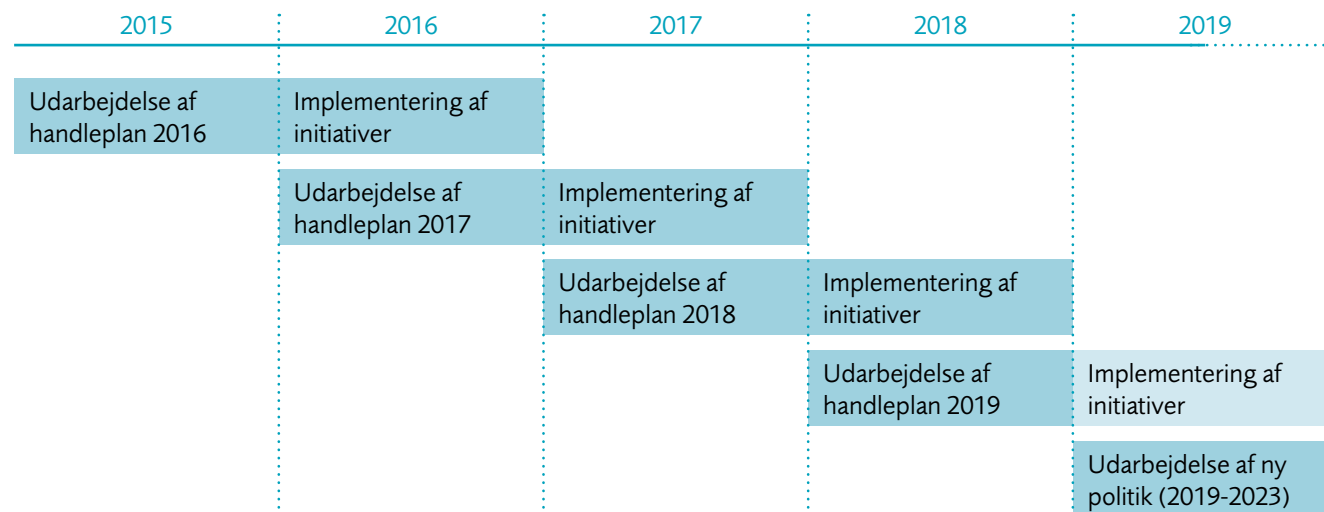 2015
2016
2017
2018
2019
Udarbejdelse af
handleplan 2016
Implementering af
initiativer
Udarbejdelse af
handleplan 2017
Implementering af
initiativer
Udarbejdelse af
handleplan 2018
Implementering af
initiativer
Udarbejdelse af
handleplan 2019
Implementering af
initiativer
Udarbejdelse af ny
politik (2019-2023)